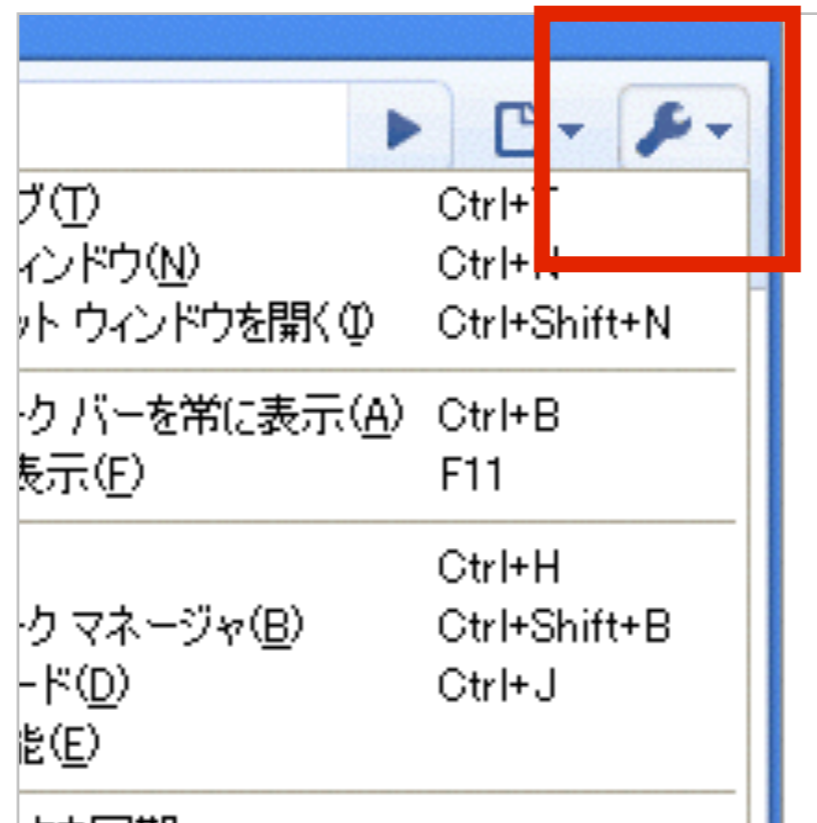 ブ(T) Ctrl+T
ィンドウ(N) Ctrl+N
ット ウィンドウを開く(I) Ctrl+Shift+N
ク バーを常に表示(A) Ctrl+B
表示(F) F11
Ctrl+H
ク マネージャ(B) Ctrl+Shift+B
ード(D) Ctrl+J
能(E)